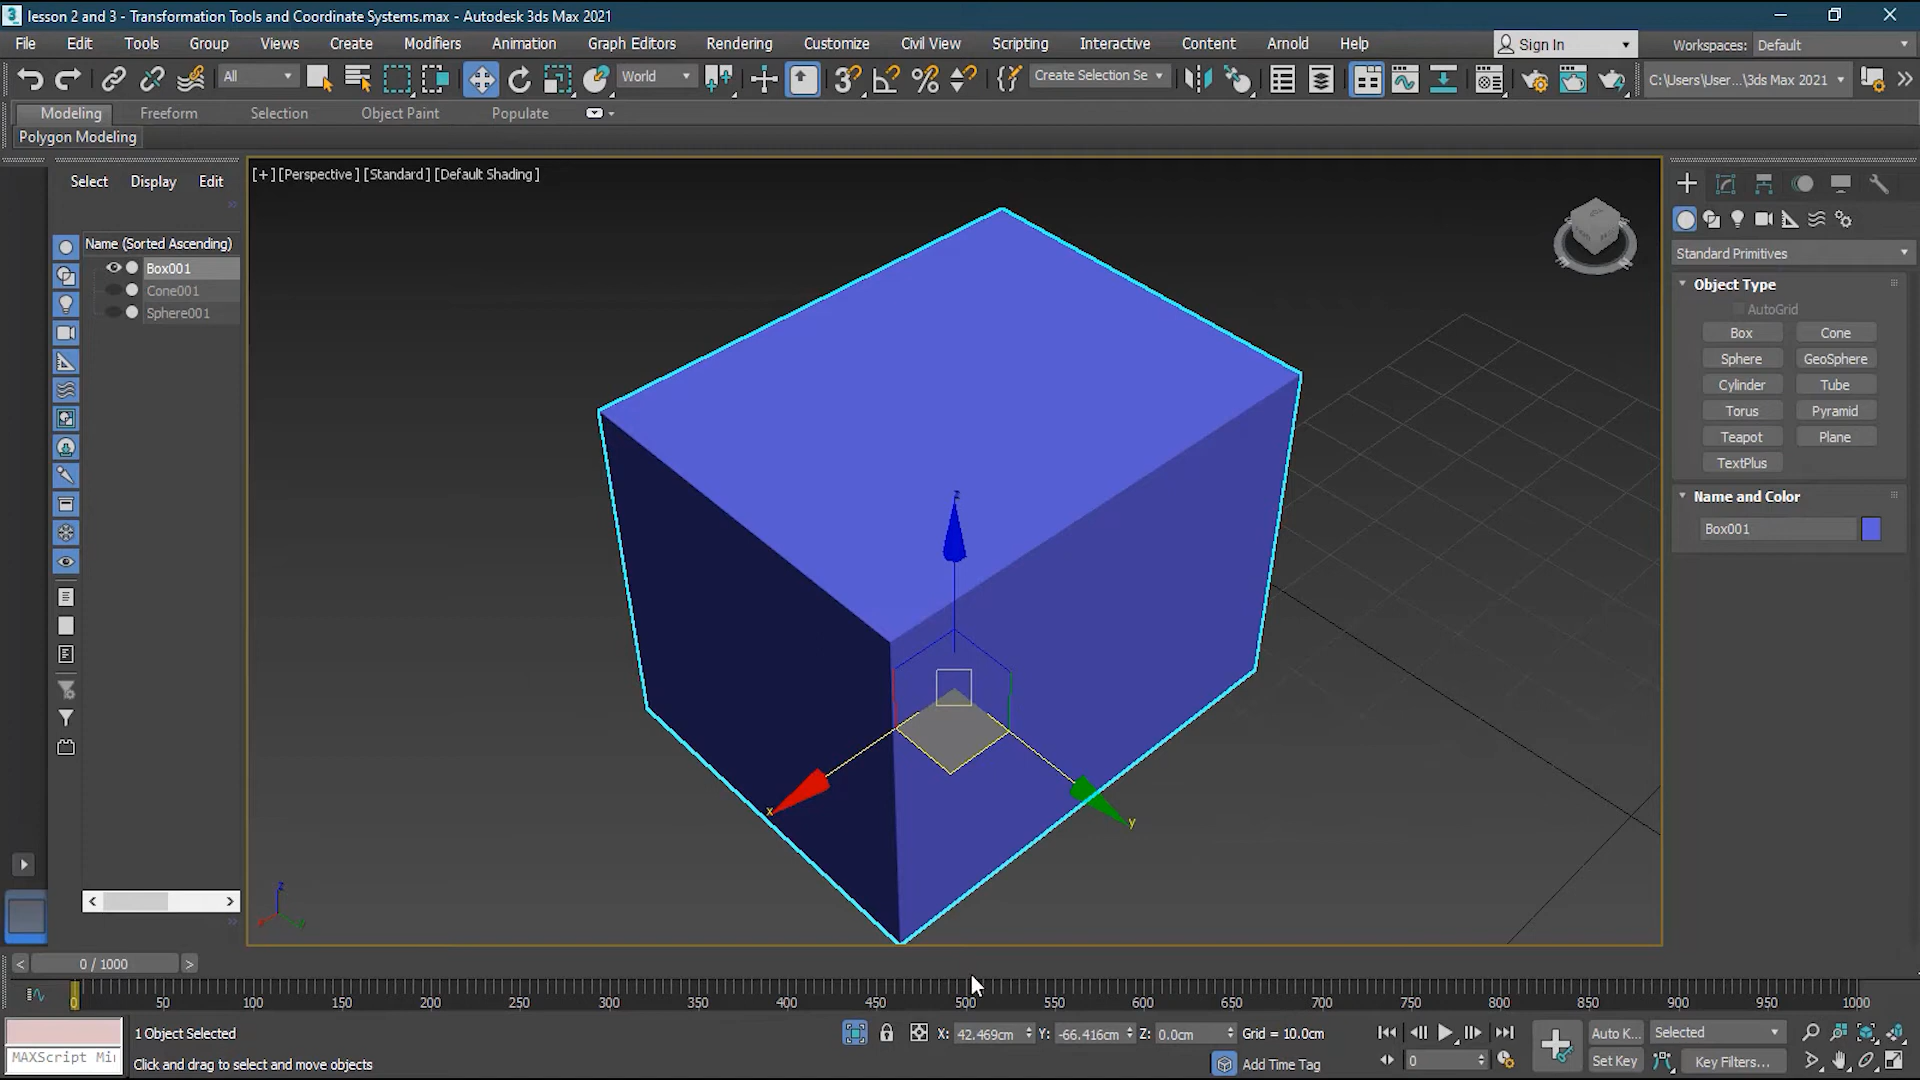 lesson 2 and 3 - Transformation Tools and Coordinate Systems.max - Autodesk 3ds Max 2021
File Edit Tools Group Views Create Modifiers Animation Graph Editors Rendering Customize Civil View Scripting Interactive Content Arnold Help Sign In Workspaces: Default
All World Create Selection Se C:\Users\User...\3ds Max 2021
Modeling Freeform Selection Object Paint Populate
Polygon Modeling
Select Display Edit
Name (Sorted Ascending)
Box001
Cone001
Sphere001
[+] [Perspective] [Standard] [Default Shading]
z
x
y
z
Standard Primitives
Object Type
AutoGrid
Box Cone
Sphere GeoSphere
Cylinder Tube
Torus Pyramid
Teapot Plane
TextPlus
Name and Color
Box001
< 0 / 1000 >
0 50 100 150 200 250 300 350 400 450 500 550 600 650 700 750 800 850 900 950 1000
1 Object Selected X: 42.469cm Y: -66.416cm Z: 0.0cm Grid = 10.0cm Auto K... Selected
MAXScript Mi Click and drag to select and move objects Add Time Tag 0 Set Key Key Filters...